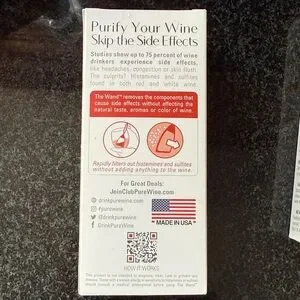 Purify Your Wine
Skip the Side Effects
Studies show up to 75 percent of wine
drinkers experience side effects,
like headaches, congestion or skin flush.
The culprits? Histamines and sulfites
found in both red and white wine.
The Wand™ removes the components that
cause side effects without effecting the
natural taste, aromas or color of wine.
Rapidly filters out histamines and sulfites
without adding anything to the wine.
For Great Deals:
JoinClubPureWine.com
@drinkpurewine
#purewine
@drinkpurewine
DrinkPureWine
MADE IN USA
HOW IT WORKS